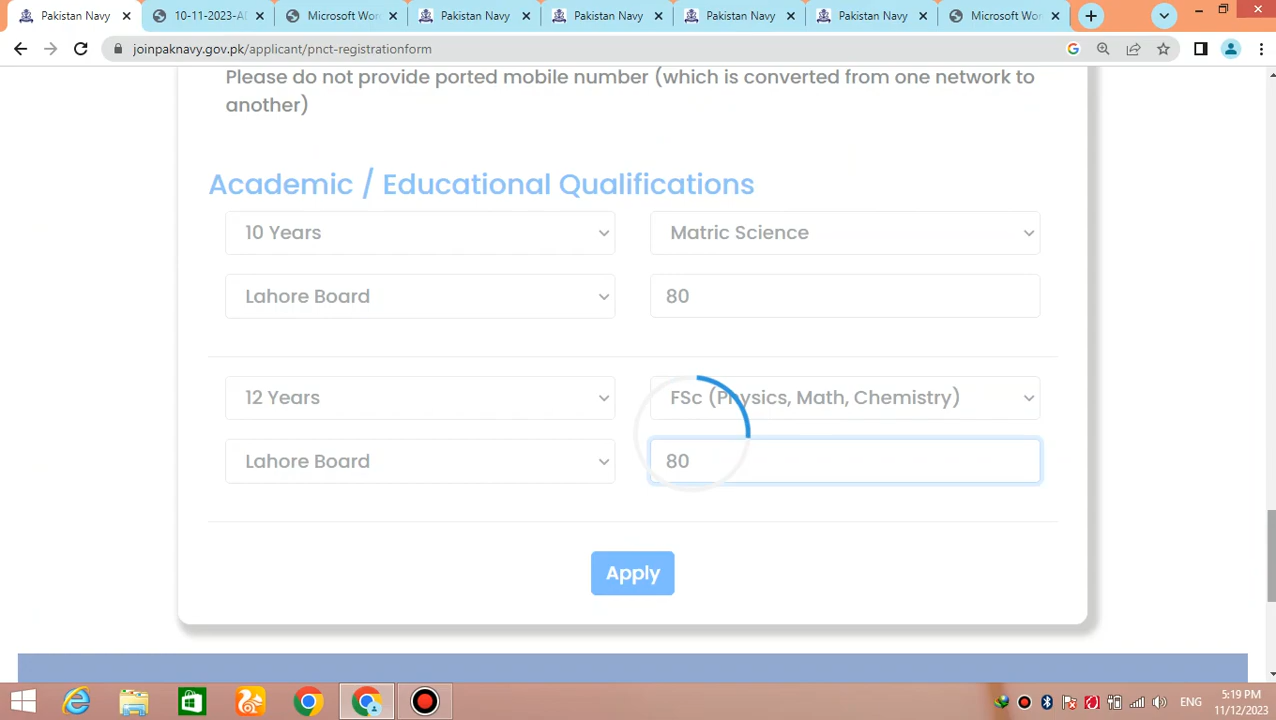 Pakistan Navy
10-11-2023-AD
Microsoft Wor
Pakistan Navy
Pakistan Navy
Pakistan Navy
Pakistan Navy
Microsoft Wor
joinpaknavy.gov.pk/applicant/pnct-registrationform
Please do not provide ported mobile number (which is converted from one network to
another)
Academic / Educational Qualifications
10 Years
Matric Science
Lahore Board
80
12 Years
FSc (Physics, Math, Chemistry)
Lahore Board
80
Apply
ENG
5:19 PM
11/12/2023